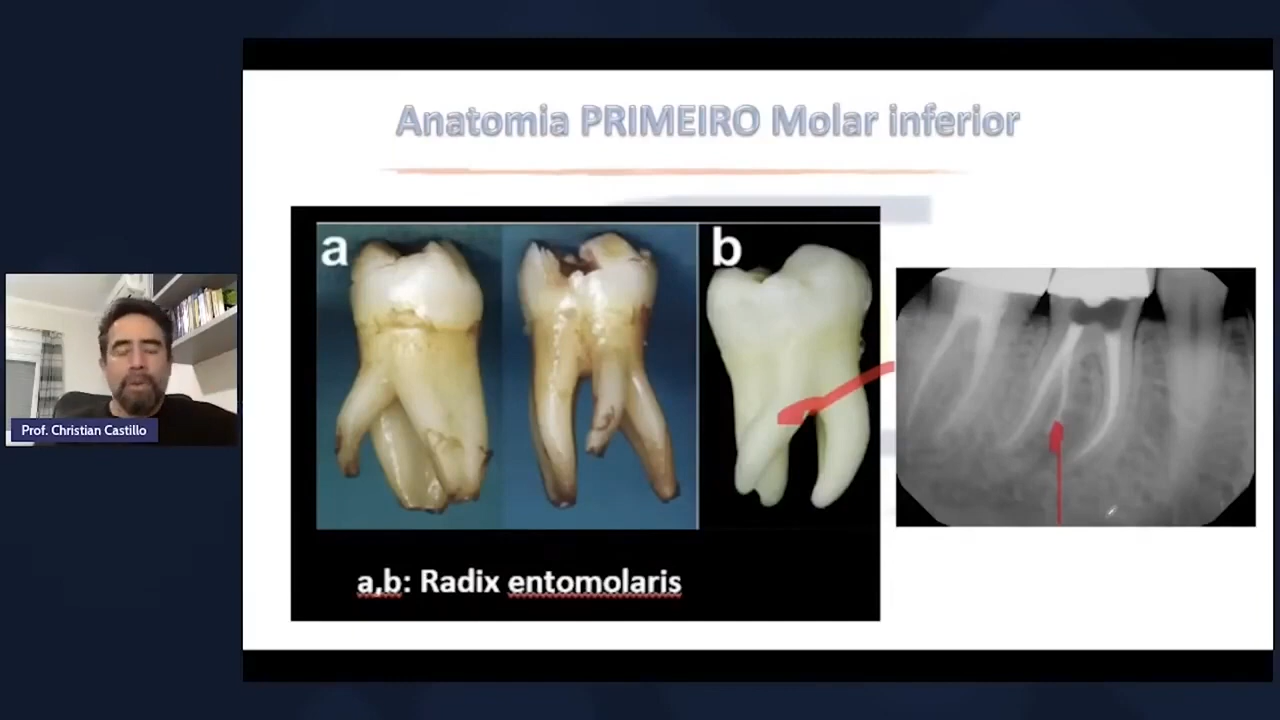 Anatomia PRIMEIRO Molar inferior
a
b
a,b: Radix entomolaris
Prof. Christian Castillo